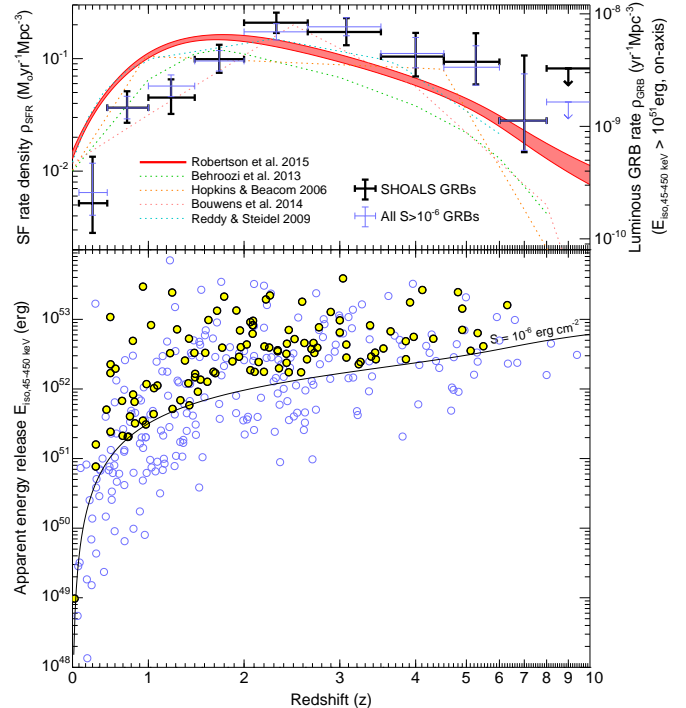 SF rate density ρSFR (M⊙yr-1Mpc-3)
10-1
10-2
Robertson et al. 2015
Behroozi et al. 2013
Hopkins & Beacom 2006
Bouwens et al. 2014
Reddy & Steidel 2009
SHOALS GRBs
All S>10-6 GRBs
10-8
10-9
10-10
Luminous GRB rate ρGRB (yr-1Mpc-3)
(Eiso,45-450 keV > 1051 erg, on-axis)
Apparent energy release Eiso,45-450 keV (erg)
1053
1052
1051
1050
1049
1048
S = 10-6 erg cm-2
0 1 2 3 4 5 6 7 8 9 10
Redshift (z)